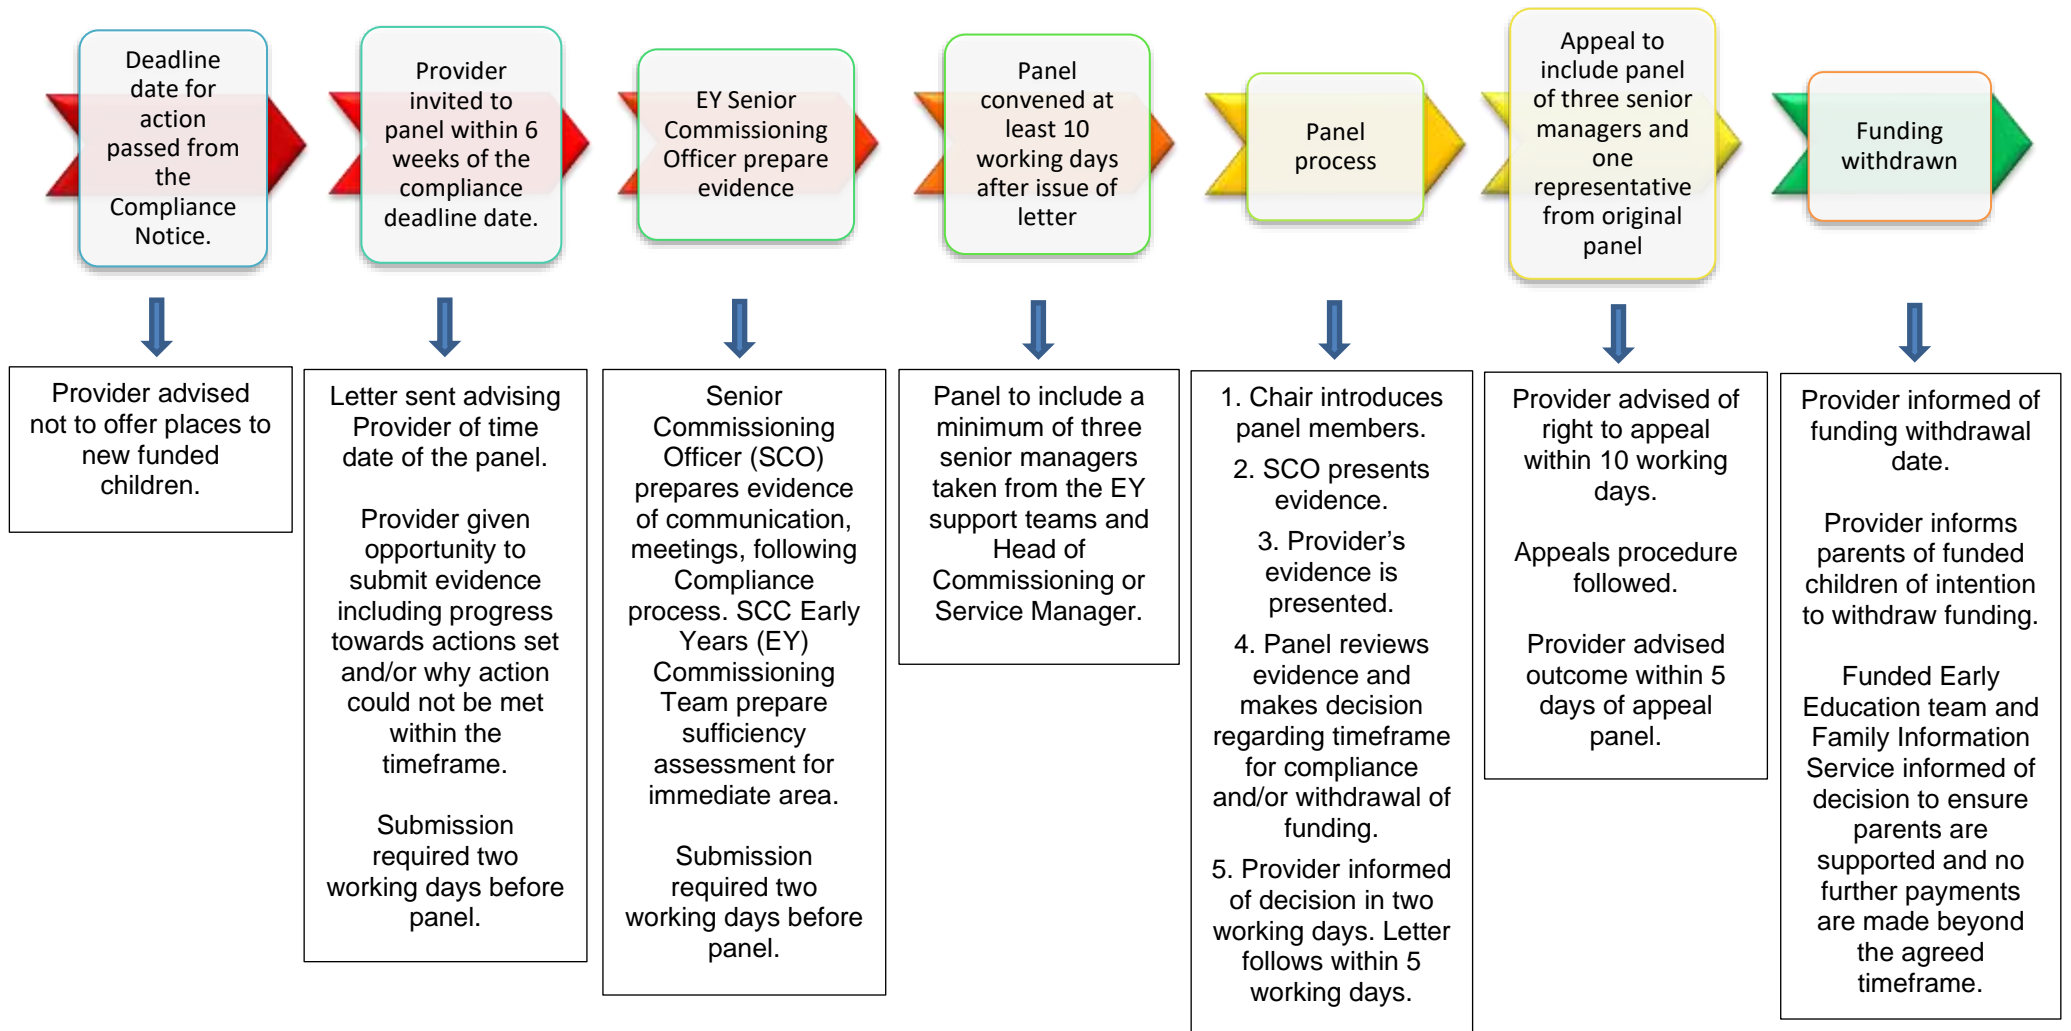 Deadline
date for
action
passed from
the
Compliance
Notice.
Provider
invited to
panel within 6
weeks of the
compliance
deadline date.
EY Senior
Commissioning
Officer prepare
evidence
Panel
convened at
least 10
working days
after issue of
letter
Panel
process
Appeal to
include panel
of three senior
managers and
one
representative
from original
panel
Funding
withdrawn
Provider advised
not to offer places to
new funded
children.
Letter sent advising
Provider of time
date of the panel.
Provider given
opportunity to
submit evidence
including progress
towards actions set
and/or why action
could not be met
within the
timeframe.
Submission
required two
working days before
panel.
Senior
Commissioning
Officer (SCO)
prepares evidence
of communication,
meetings, following
Compliance
process. SCC Early
Years (EY)
Commissioning
Team prepare
sufficiency
assessment for
immediate area.
Submission
required two
working days before
panel.
Panel to include a
minimum of three
senior managers
taken from the EY
support teams and
Head of
Commissioning or
Service Manager.
1. Chair introduces
panel members.
2. SCO presents
evidence.
3. Provider’s
evidence is
presented.
4. Panel reviews
evidence and
makes decision
regarding timeframe
for compliance
and/or withdrawal of
funding.
5. Provider informed
of decision in two
working days. Letter
follows within 5
working days.
Provider advised of
right to appeal
within 10 working
days.
Appeals procedure
followed.
Provider advised
outcome within 5
days of appeal
panel.
Provider informed of
funding withdrawal
date.
Provider informs
parents of funded
children of intention
to withdraw funding.
Funded Early
Education team and
Family Information
Service informed of
decision to ensure
parents are
supported and no
further payments
are made beyond
the agreed
timeframe.